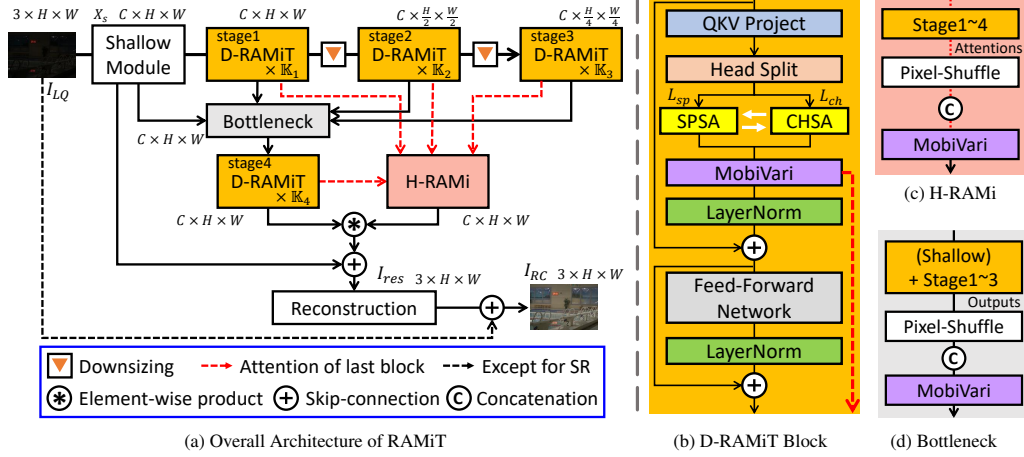 3 × H × W
X_s
C × H × W
C × H × W
C × H/2 × W/2
C × H/4 × W/4
Shallow
Module
stage1
D-RAMiT
× 𝕂_1
stage2
D-RAMiT
× 𝕂_2
stage3
D-RAMiT
× 𝕂_3
I_LQ
Bottleneck
C × H × W
C × H × W
stage4
D-RAMiT
× 𝕂_4
H-RAMi
C × H × W
C × H × W
I_res 3 × H × W
I_RC 3 × H × W
Reconstruction
Downsizing
Attention of last block
Except for SR
Element-wise product
Skip-connection
C Concatenation
(a) Overall Architecture of RAMiT
QKV Project
Head Split
L_sp
L_ch
SPSA
CHSA
MobiVari
LayerNorm
Feed-Forward
Network
LayerNorm
(b) D-RAMiT Block
Stage1~4
Attentions
Pixel-Shuffle
C
MobiVari
(c) H-RAMi
(Shallow)
+ Stage1~3
Outputs
Pixel-Shuffle
C
MobiVari
(d) Bottleneck